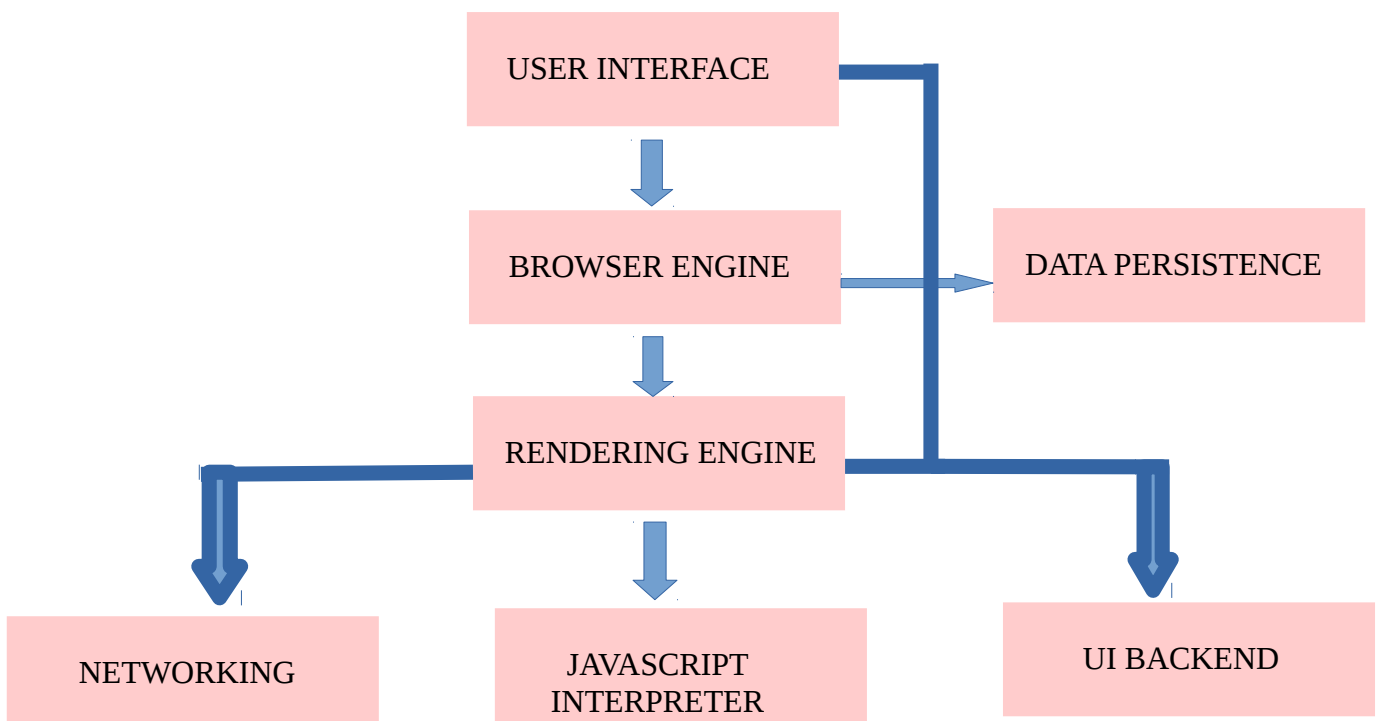 USER INTERFACE
BROWSER ENGINE
DATA PERSISTENCE
RENDERING ENGINE
NETWORKING
JAVASCRIPT
INTERPRETER
UI BACKEND